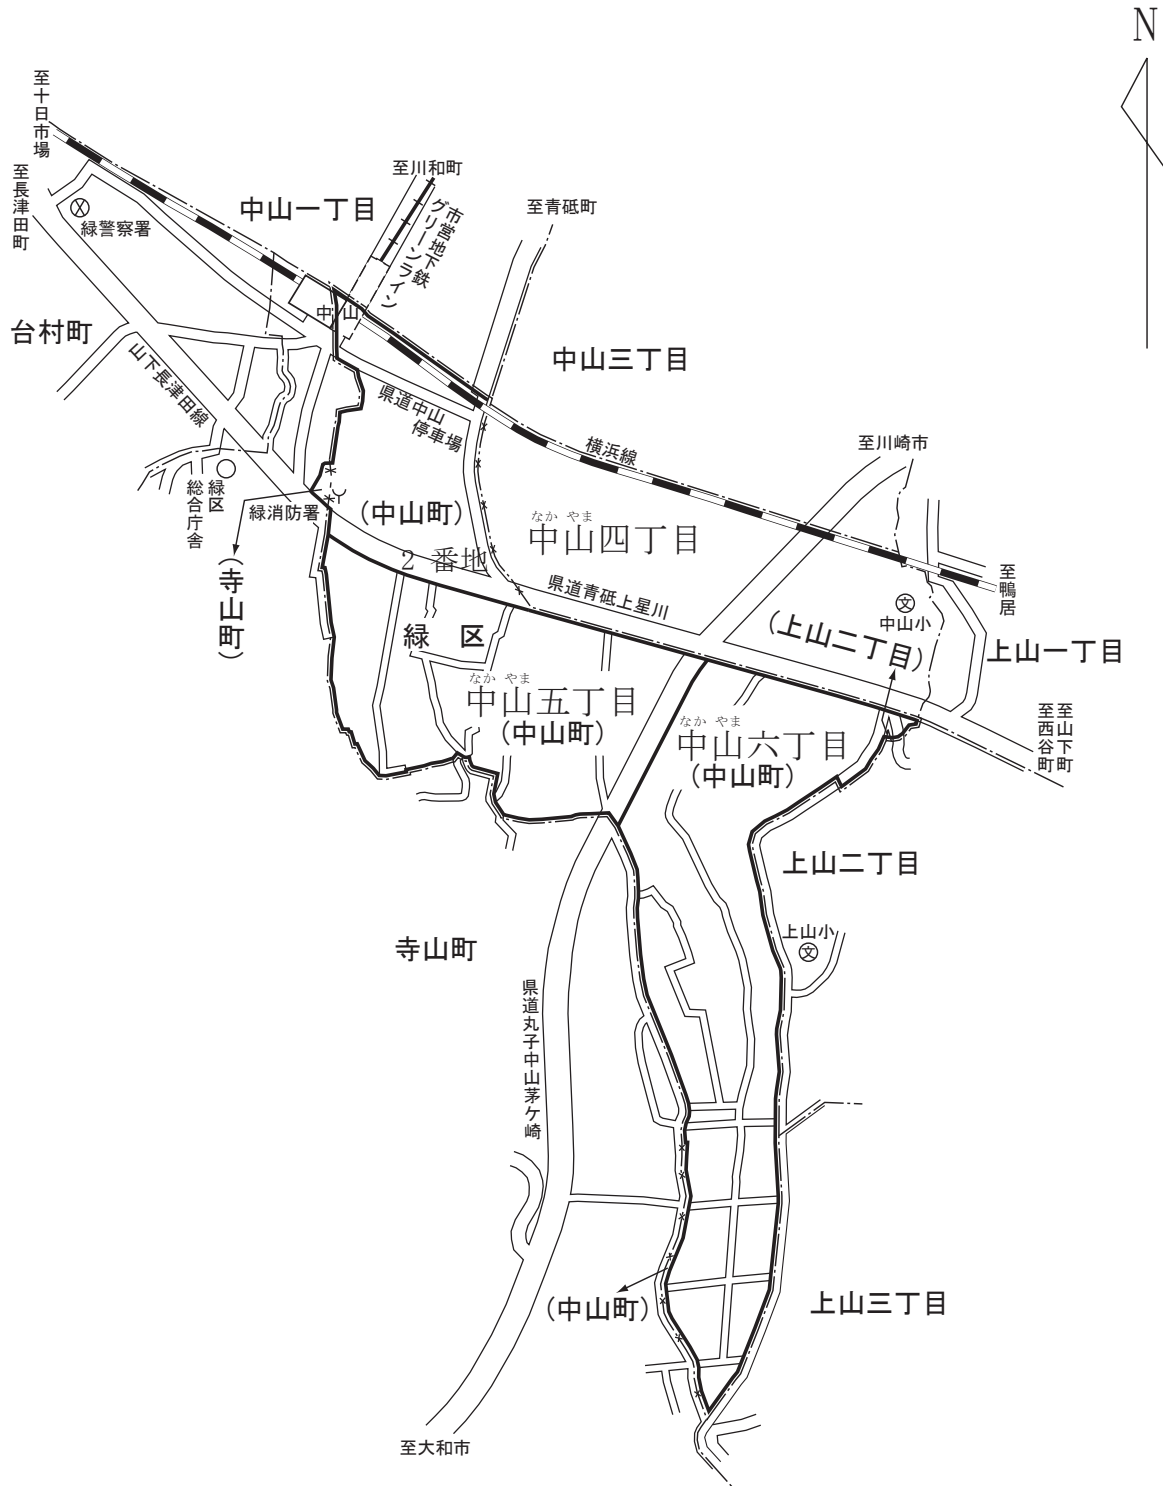 N
至十日市場
至長津田町
至川和町
中山一丁目
市営地下鉄
グリーンライン
至青砥町
緑警察署
中山
台村町
中山三丁目
山下長津田線
県道中山
停車場
横浜線
至川崎市
緑区
総合庁舎
緑消防署
(中山町)
なか やま
中山四丁目
2 番地
(寺山町)
県道青砥上星川
至鴨居
文
中山小
(上山二丁目)
上山一丁目
緑 区
なか やま
中山五丁目
(中山町)
なか やま
中山六丁目
(中山町)
至山下町
至西谷町
上山二丁目
上山小
文
寺山町
県道丸子中山茅ケ崎
(中山町)
上山三丁目
至大和市